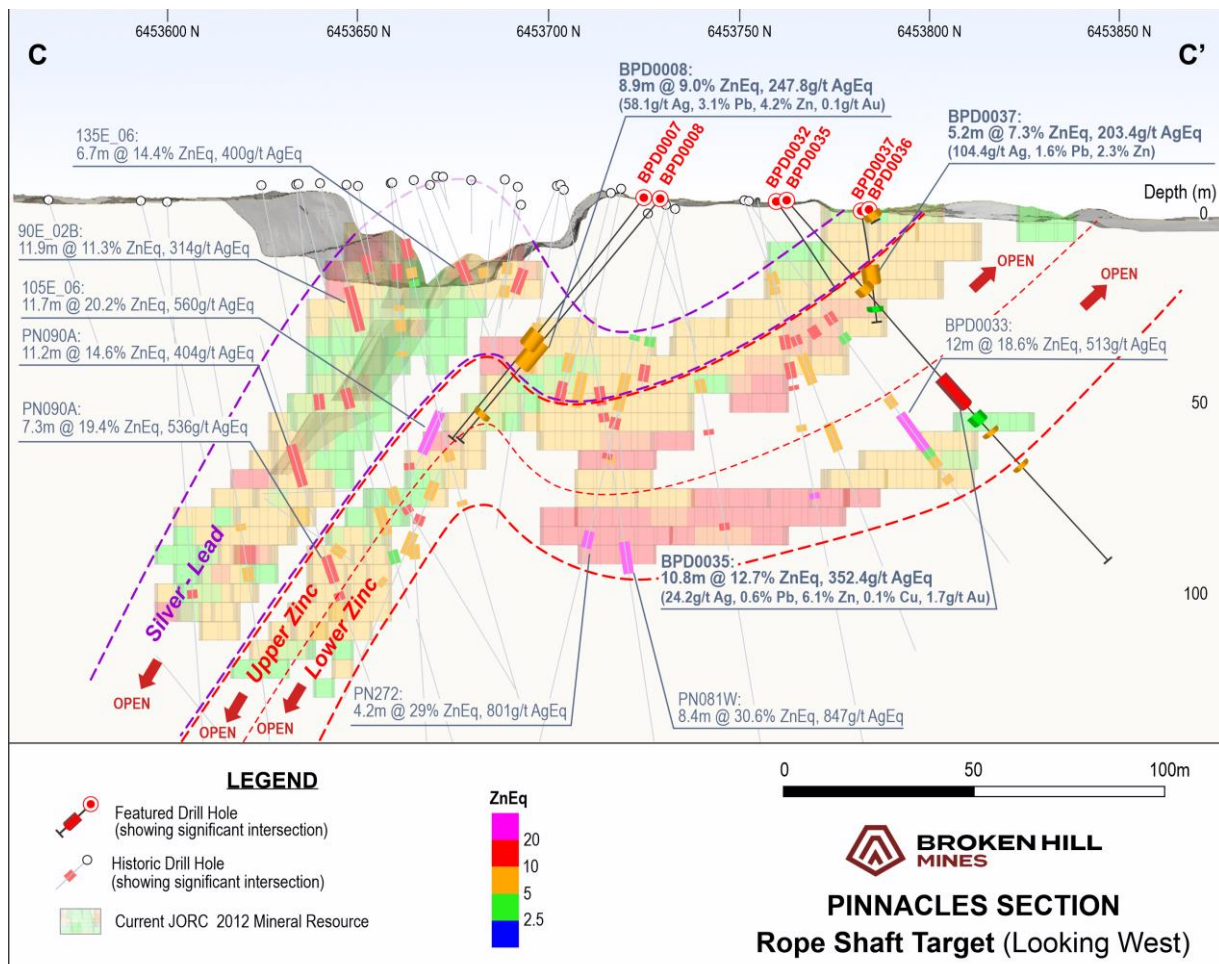 6453600 N
6453650 N
6453700 N
6453750 N
6453800 N
6453850 N
C
C'
BPD0008:
8.9m @ 9.0% ZnEq, 247.8g/t AgEq
(58.1g/t Ag, 3.1% Pb, 4.2% Zn, 0.1g/t Au)
BPD0037:
5.2m @ 7.3% ZnEq, 203.4g/t AgEq
(104.4g/t Ag, 1.6% Pb, 2.3% Zn)
135E_06:
6.7m @ 14.4% ZnEq, 400g/t AgEq
BPD0007
BPD0008
BPD0032
BPD0035
BPD0037
BPD0036
Depth (m)
0
90E_02B:
11.9m @ 11.3% ZnEq, 314g/t AgEq
105E_06:
11.7m @ 20.2% ZnEq, 560g/t AgEq
PN090A:
11.2m @ 14.6% ZnEq, 404g/t AgEq
PN090A:
7.3m @ 19.4% ZnEq, 536g/t AgEq
OPEN
OPEN
BPD0033:
12m @ 18.6% ZnEq, 513g/t AgEq
50
BPD0035:
10.8m @ 12.7% ZnEq, 352.4g/t AgEq
(24.2g/t Ag, 0.6% Pb, 6.1% Zn, 0.1% Cu, 1.7g/t Au)
100
Silver - Lead
Upper Zinc
Lower Zinc
OPEN
OPEN
OPEN
PN272:
4.2m @ 29% ZnEq, 801g/t AgEq
PN081W:
8.4m @ 30.6% ZnEq, 847g/t AgEq
LEGEND
Featured Drill Hole
(showing significant intersection)
Historic Drill Hole
(showing significant intersection)
Current JORC 2012 Mineral Resource
ZnEq
20
10
5
2.5
0
50
100m
BROKEN HILL
MINES
PINNACLES SECTION
Rope Shaft Target (Looking West)